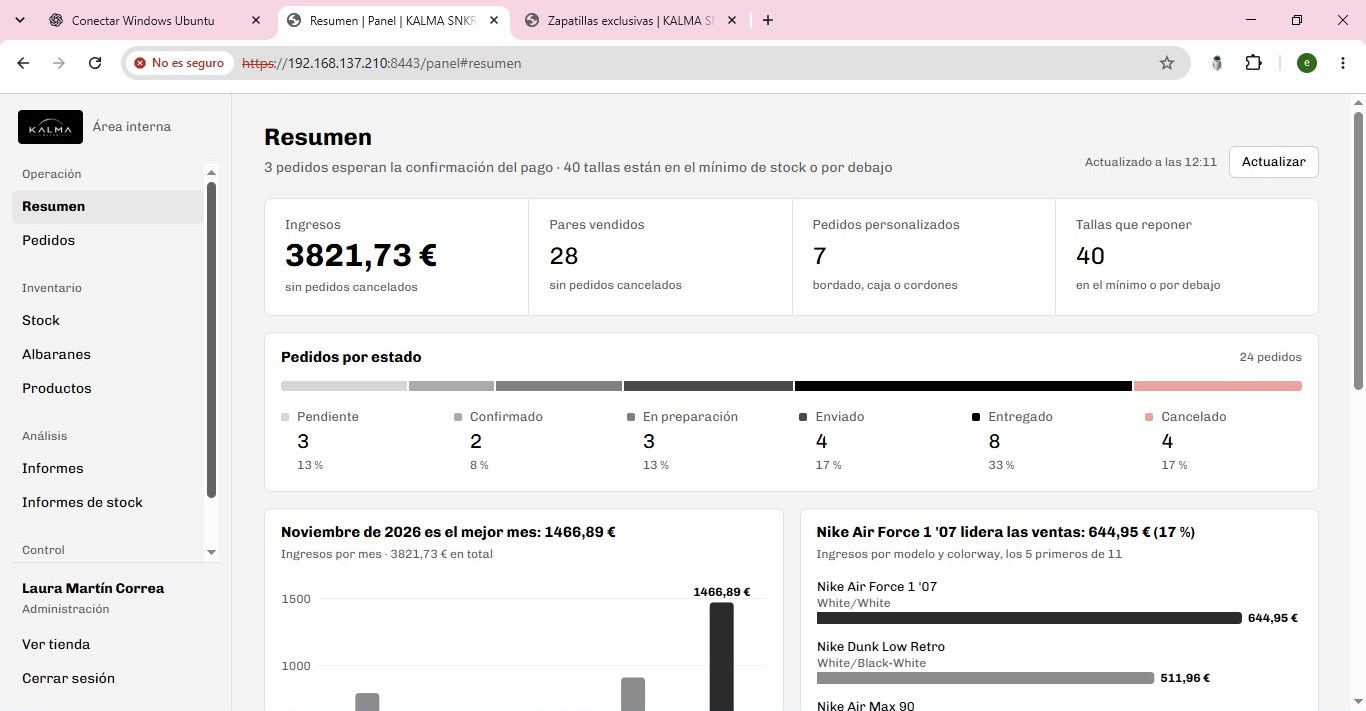 Conectar Windows Ubuntu
Resumen | Panel | KALMA SNKR
Zapatillas exclusivas | KALMA S
No es seguro
https://192.168.137.210:8443/panel#resumen
e
KALMA
Área interna
Operación
Resumen
Pedidos
Inventario
Stock
Albaranes
Productos
Análisis
Informes
Informes de stock
Control
Laura Martín Correa
Administración
Ver tienda
Cerrar sesión
Resumen
3 pedidos esperan la confirmación del pago · 40 tallas están en el mínimo de stock o por debajo
Actualizado a las 12:11
Actualizar
Ingresos
3821,73 €
sin pedidos cancelados
Pares vendidos
28
sin pedidos cancelados
Pedidos personalizados
7
bordado, caja o cordones
Tallas que reponer
40
en el mínimo o por debajo
Pedidos por estado
24 pedidos
Pendiente
3
13 %
Confirmado
2
8 %
En preparación
3
13 %
Enviado
4
17 %
Entregado
8
33 %
Cancelado
4
17 %
Noviembre de 2026 es el mejor mes: 1466,89 €
Ingresos por mes · 3821,73 € en total
1466,89 €
1500
1000
Nike Air Force 1 '07 lidera las ventas: 644,95 € (17 %)
Ingresos por modelo y colorway, los 5 primeros de 11
Nike Air Force 1 '07
White/White
644,95 €
Nike Dunk Low Retro
White/Black-White
511,96 €
Nike Air Max 90